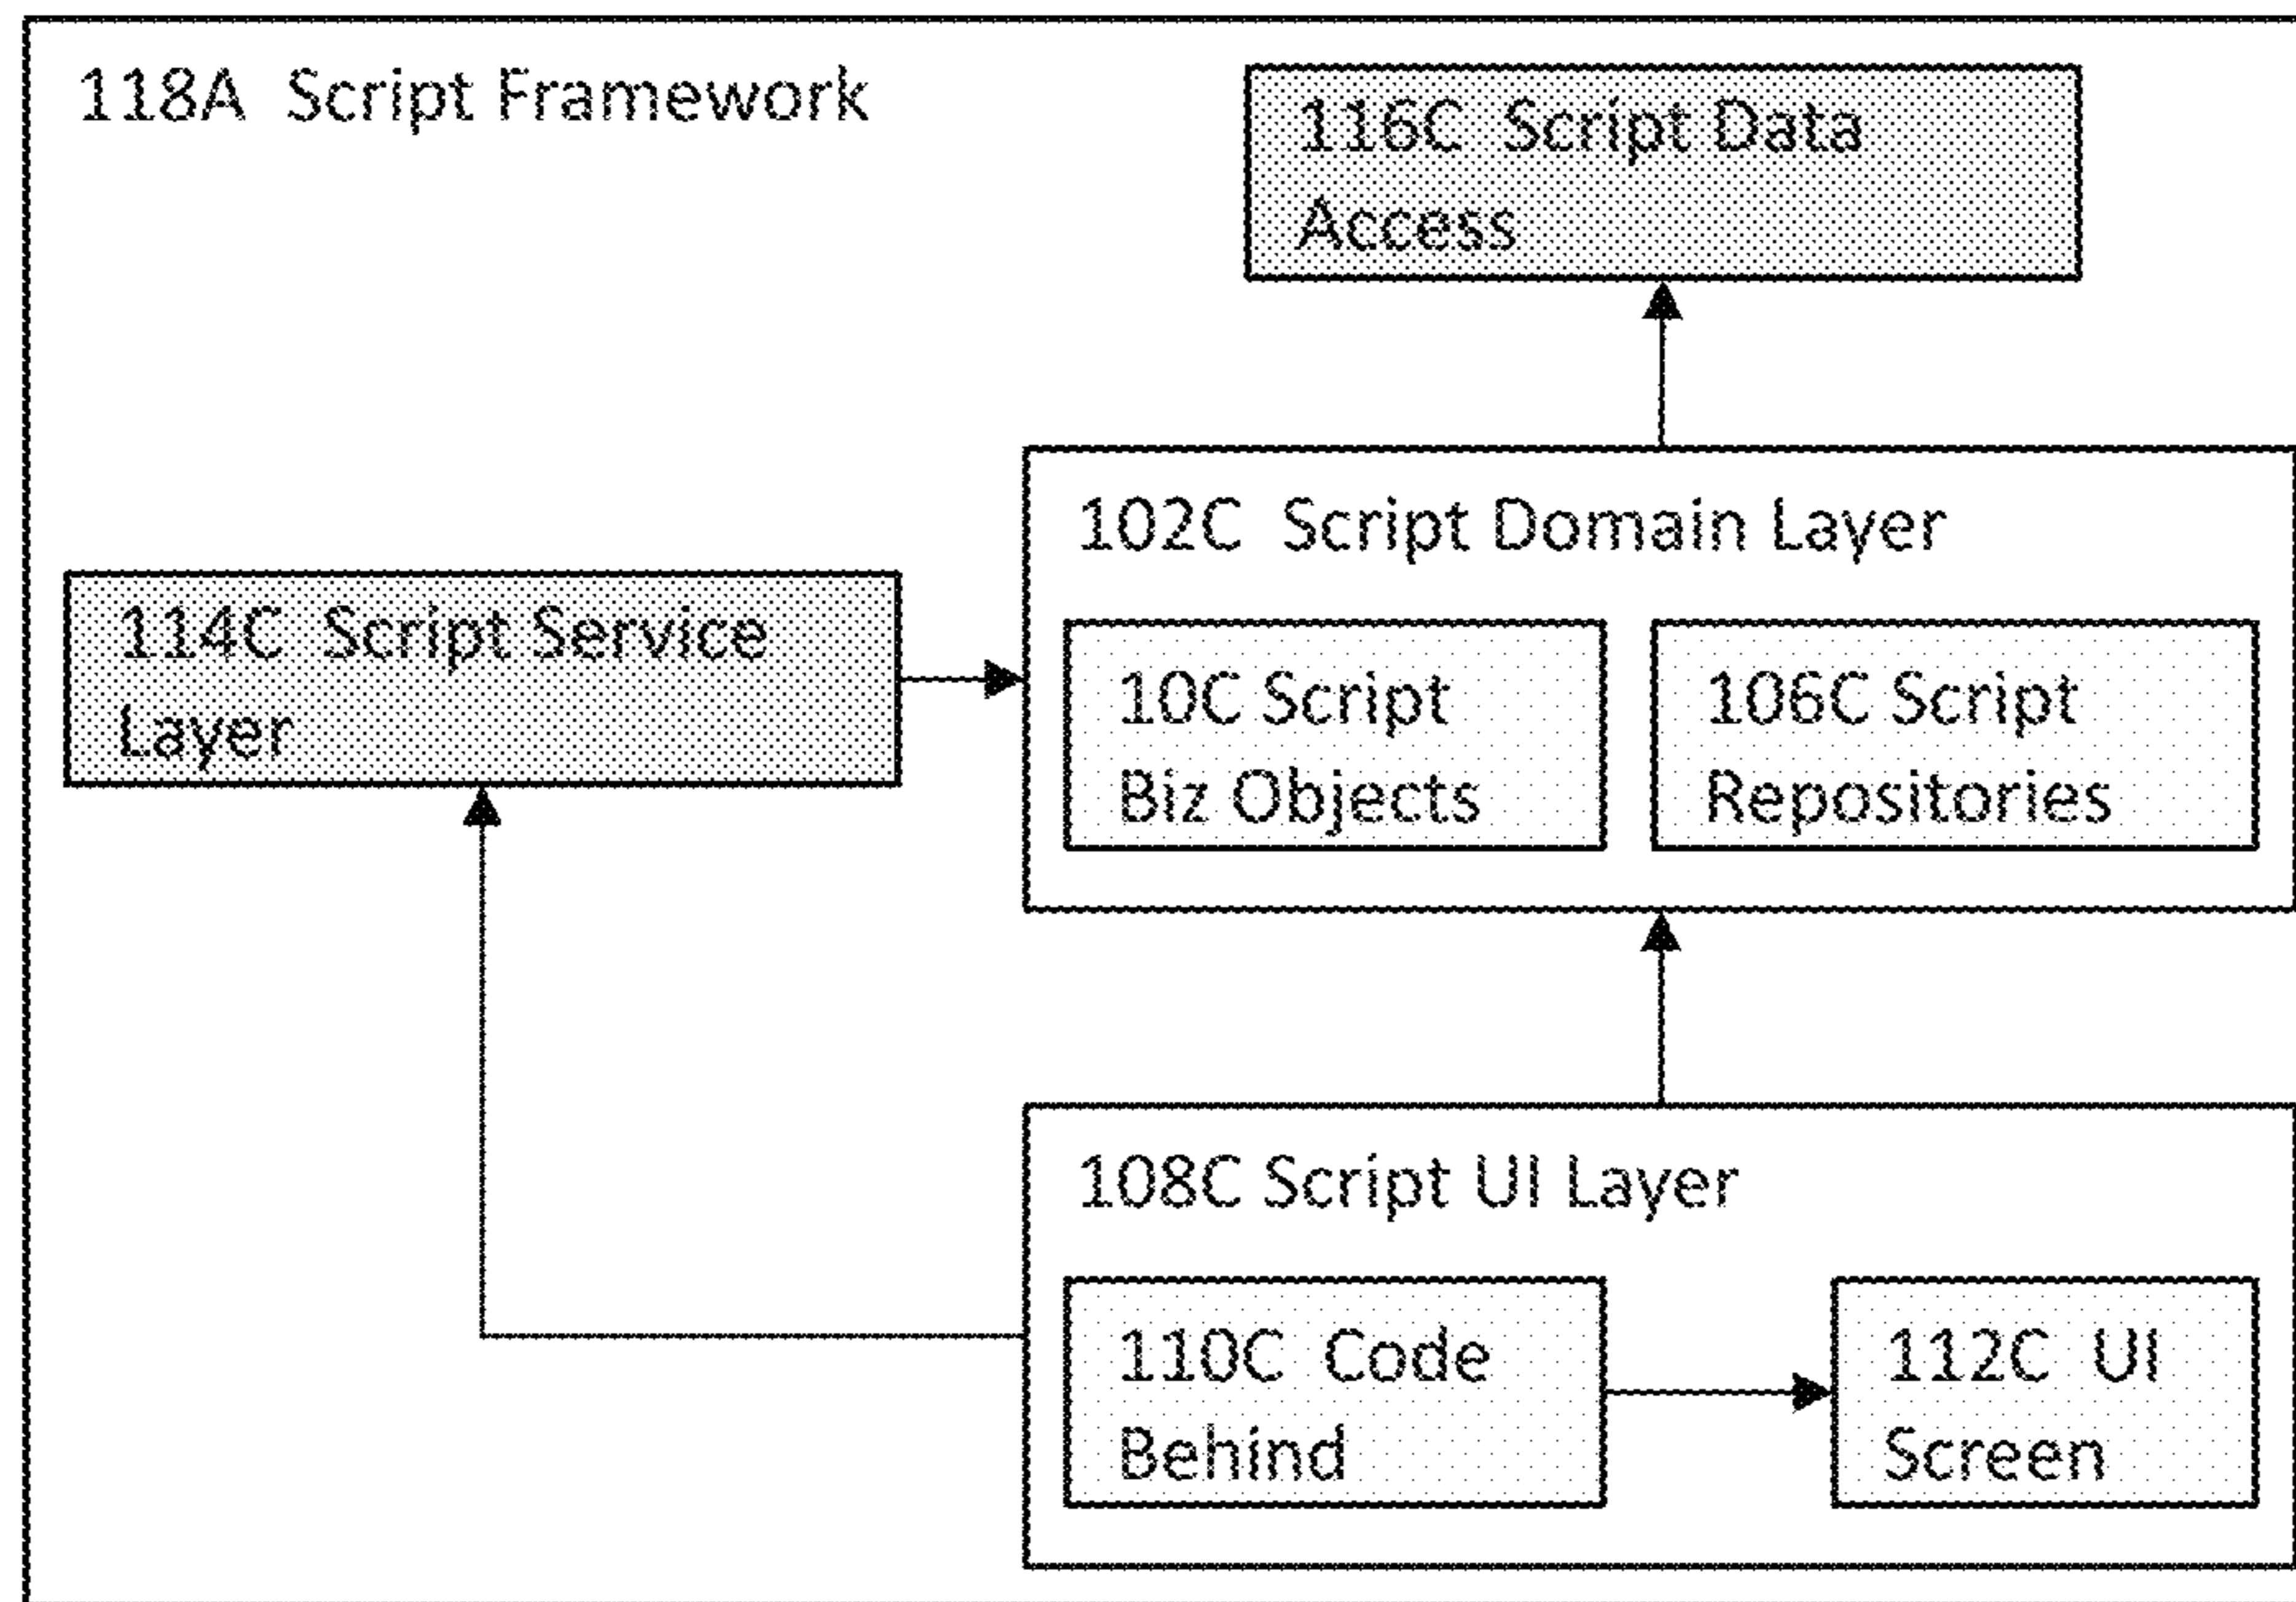 118A Script Framework
116C Script Data
Access
102C Script Domain Layer
114C Script Service
Layer
10C Script
Biz Objects
106C Script
Repositories
108C Script UI Layer
110C Code
Behind
112C UI
Screen